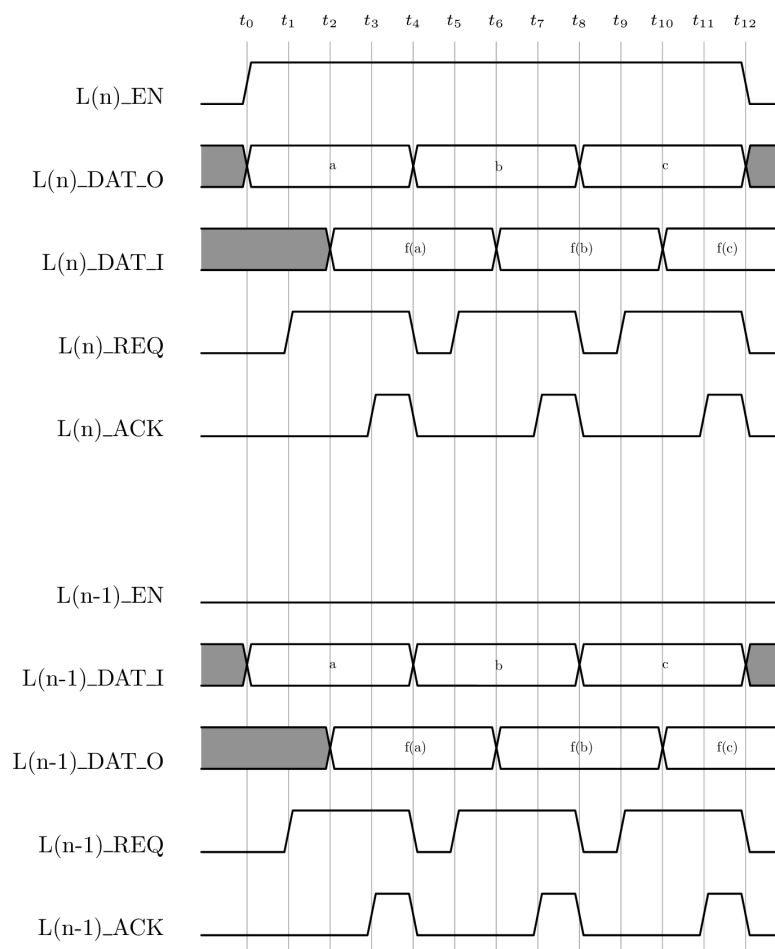 t0 t1 t2 t3 t4 t5 t6 t7 t8 t9 t10 t11 t12
L(n)_EN
L(n)_DAT_O a b c
L(n)_DAT_I f(a) f(b) f(c)
L(n)_REQ
L(n)_ACK
L(n-1)_EN
L(n-1)_DAT_I a b c
L(n-1)_DAT_O f(a) f(b) f(c)
L(n-1)_REQ
L(n-1)_ACK